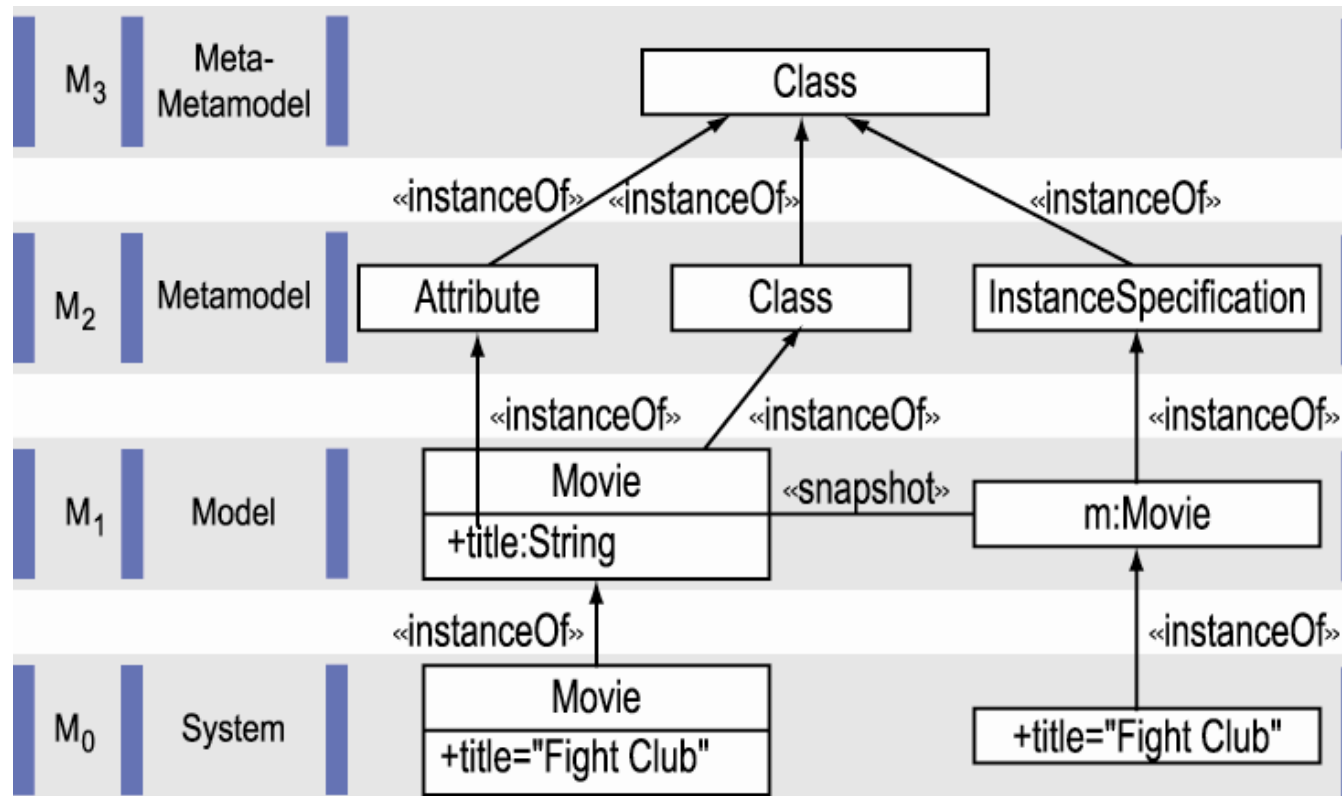 M3
Meta-
Metamodel
Class
«instanceOf»
«instanceOf»
«instanceOf»
M2
Metamodel
Attribute
Class
InstanceSpecification
«instanceOf»
«instanceOf»
«instanceOf»
M1
Model
Movie
+title:String
«snapshot»
m:Movie
«instanceOf»
«instanceOf»
M0
System
Movie
+title="Fight Club"
+title="Fight Club"